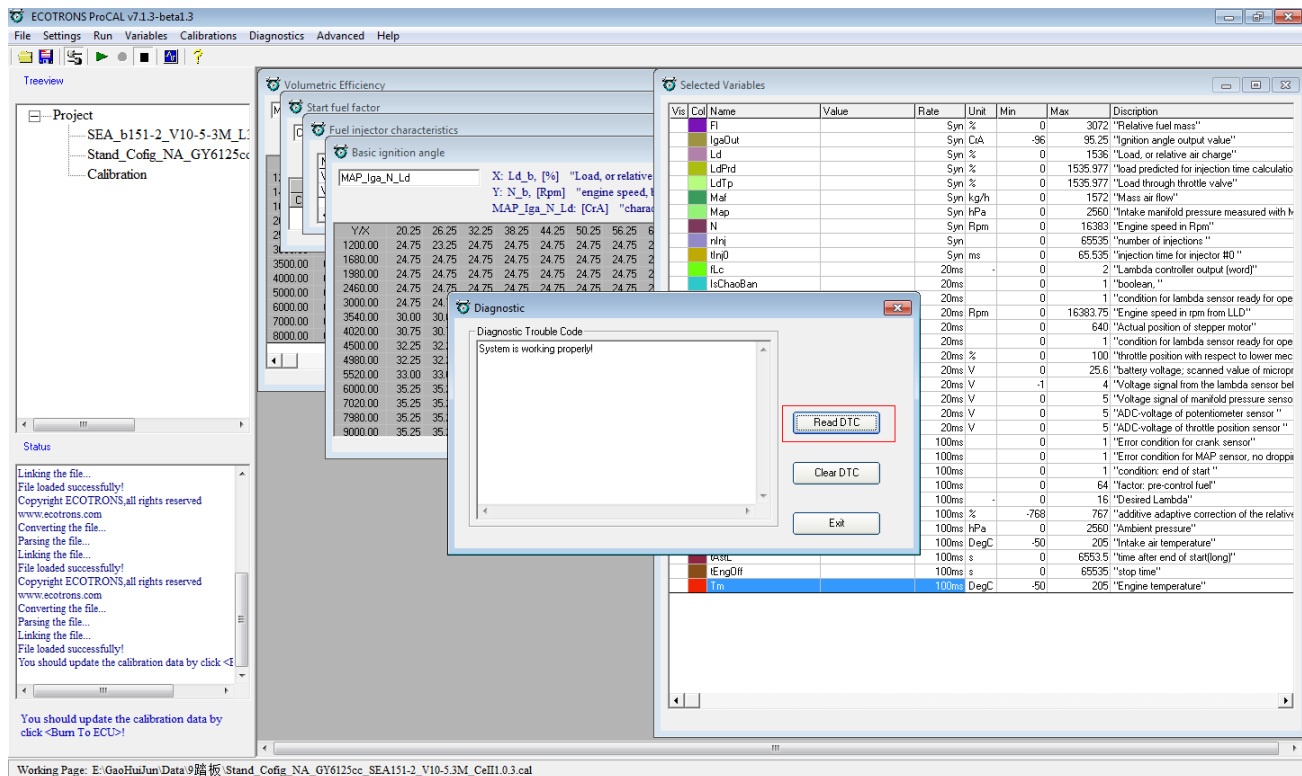 ECOTRONS ProCAL v7.1.3-beta1.3
File Settings Run Variables Calibrations Diagnostics Advanced Help
Treeview
Project
SEA_b151-2_V10-5-3M_L
Stand_Cofig_NA_GY6125cc
Calibration
Status
Linking the file...
File loaded successfully!
Copyright ECOTRONS,all rights reserved
www.ecotrons.com
Converting the file...
Parsing the file...
Linking the file...
File loaded successfully!
Copyright ECOTRONS,all rights reserved
www.ecotrons.com
Converting the file...
Parsing the file...
Linking the file...
File loaded successfully!
You should update the calibration data by click <
You should update the calibration data by
click <Burn To ECU>!
Volumetric Efficiency
3500.00
4000.00
5000.00
6000.00
7000.00
8000.00
Start fuel factor
Fuel injector characteristics
Basic ignition angle
MAP_Iga_N_Ld
X: Ld_b, [%] "Load, or relative
Y: N_b, [Rpm] "engine speed,
MAP_Iga_N_Ld: [CrA] "charac
Y/X 20.25 26.25 32.25 38.25 44.25 50.25 56.25
1200.00 24.75 23.25 24.75 24.75 24.75 24.75 24.75
1680.00 24.75 24.75 24.75 24.75 24.75 24.75 24.75
1980.00 24.75 24.75 24.75 24.75 24.75 24.75 24.75
2460.00 24.75 24.75 24.75 24.75 24.75 24.75 24.75
3000.00 24.75 24.
3540.00 30.00 30.
4020.00 30.75 30.
4500.00 32.25 32.
4980.00 32.25 32.
5520.00 33.00 33.
6000.00 35.25 35.
7020.00 35.25 35.
7980.00 35.25 35.
9000.00 35.25 35.
Diagnostic
Diagnostic Trouble Code
System is working properly!
Read DTC
Clear DTC
Exit
Selected Variables
Vis Col Name Value Rate Unit Min Max Discription
Fl Syn % 0 3072 "Relative fuel mass"
IgaOut Syn CrA -96 95.25 "Ignition angle output value"
Ld Syn % 0 1536 "Load, or relative air charge"
LdPrd Syn % 0 1535.977 "load predicted for injection time calculatio
LdTp Syn % 0 1535.977 "Load through throttle valve"
Maf Syn kg/h 0 1572 "Mass air flow"
Map Syn hPa 0 2560 "Intake manifold pressure measured with M
N Syn Rpm 0 16383 "Engine speed in Rpm"
nInj Syn 0 65535 "number of injections "
tInj0 Syn ms 0 65.535 "injection time for injector #0 "
fLc 20ms - 0 2 "Lambda controller output (word)"
IsChaoBan 20ms 0 1 "boolean, "
20ms 0 1 "condition for lambda sensor ready for ope
20ms Rpm 0 16383.75 "Engine speed in rpm from LLD"
20ms 0 640 "Actual position of stepper motor"
20ms 0 1 "condition for lambda sensor ready for ope
20ms % 0 100 "throttle position with respect to lower mec
20ms V 0 25.6 "battery voltage; scanned value of micropr
20ms V -1 4 "Voltage signal from the lambda sensor bel
20ms V 0 5 "Voltage signal of manifold pressure senso
20ms V 0 5 "ADC-voltage of potentiometer sensor "
20ms V 0 5 "ADC-voltage of throttle position sensor "
100ms 0 1 "Error condition for crank sensor"
100ms 0 1 "Error condition for MAP sensor, no droppi
100ms 0 1 "condition: end of start "
100ms 0 64 "factor: pre-control fuel"
100ms - 0 16 "Desired Lambda"
100ms % -768 767 "additive adaptive correction of the relative
100ms hPa 0 2560 "Ambient pressure"
100ms DegC -50 205 "Intake air temperature"
tAstL 100ms s 0 6553.5 "time after end of start(long)"
tEngOff 100ms s 0 65535 "stop time"
Tm 100ms DegC -50 205 "Engine temperature"
Working Page: E:\GaoHuiJun\Data\9踏板\Stand_Cofig_NA_GY6125cc_SEA151-2_V10-5.3M_CeII1.0.3.cal